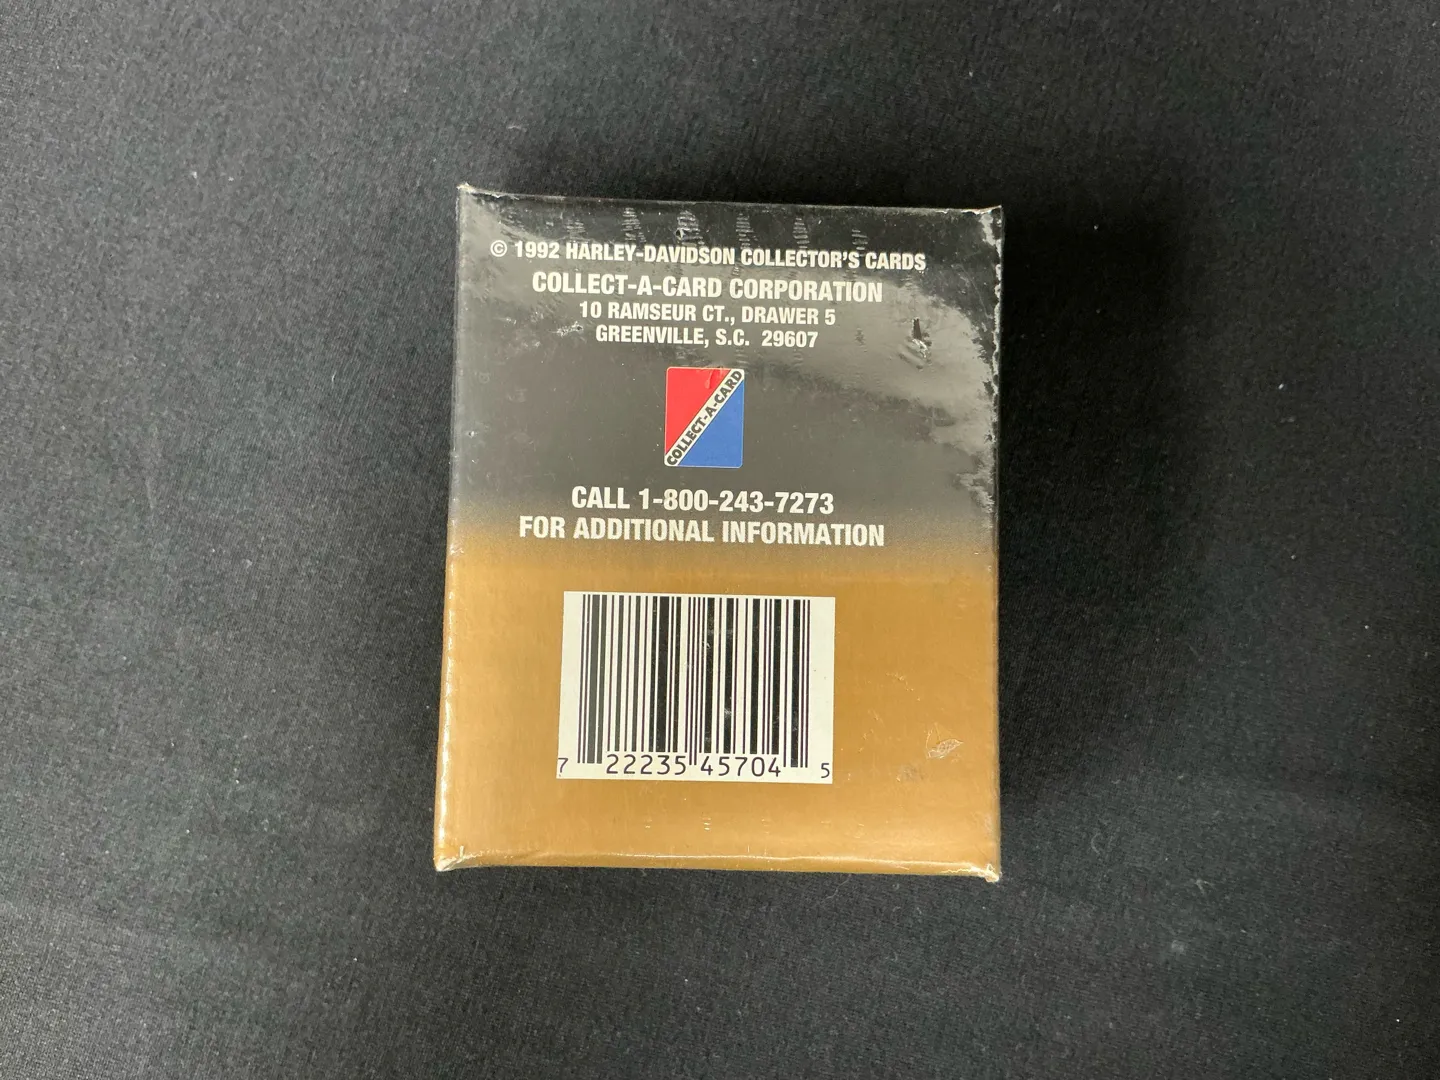 © 1992 HARLEY-DAVIDSON COLLECTOR'S CARDS
COLLECT-A-CARD CORPORATION
10 RAMSEUR CT., DRAWER 5
GREENVILLE, S.C. 29607
COLLECT-A-CARD
CALL 1-800-243-7273
FOR ADDITIONAL INFORMATION
7 22235 45704 5